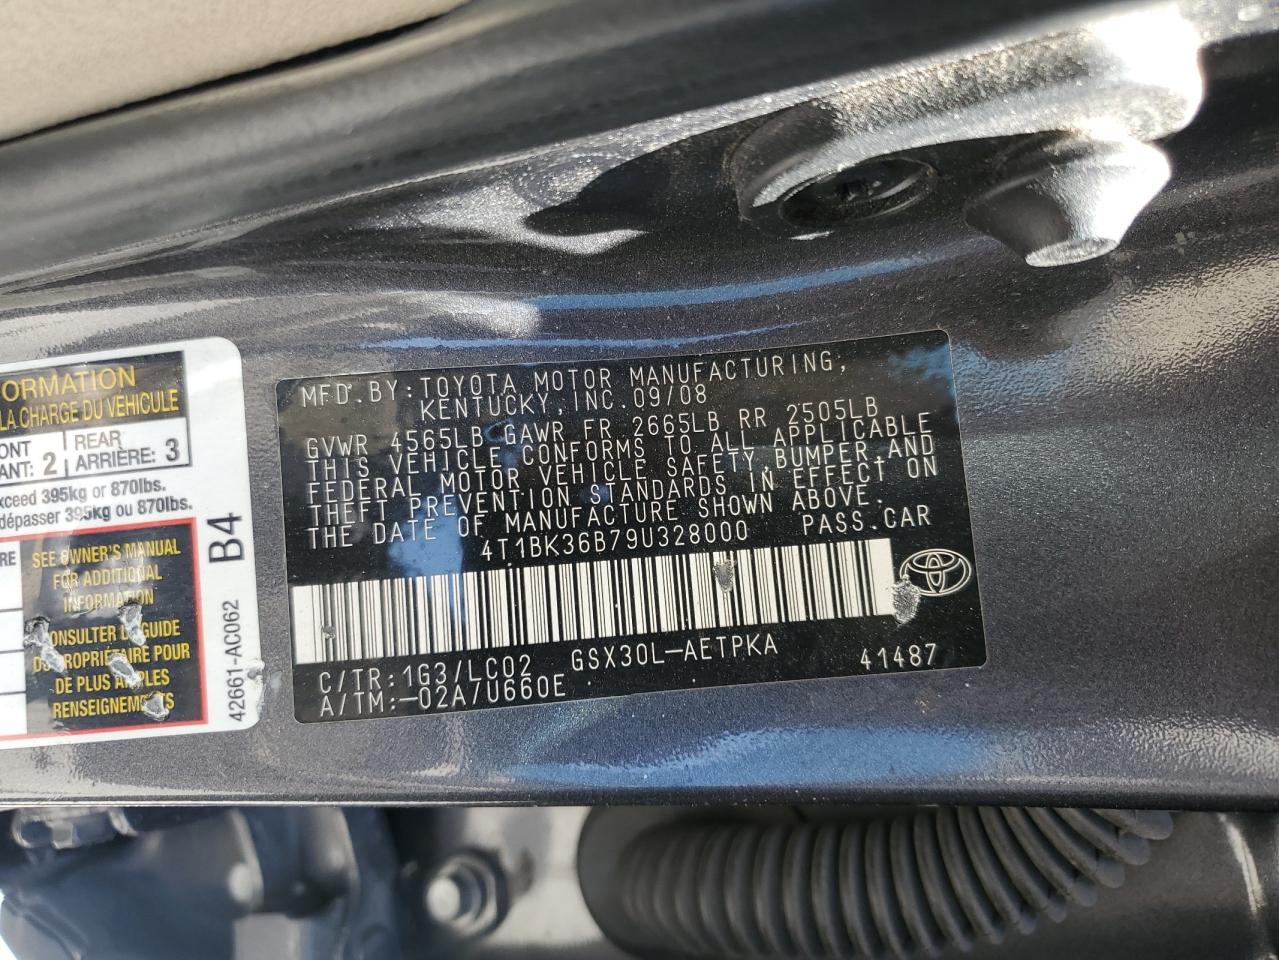 ORMATION
LA CHARGE DU VÉHICULE
ONT
ANT: 2
REAR
ARRIÈRE: 3
xceed 395kg or 870lbs.
dépasser 395kg ou 870lbs.
RE
SEE OWNER'S MANUAL
FOR ADDITIONAL
INFORMATION
CONSULTER LE GUIDE
DU PROPRIÉTAIRE POUR
DE PLUS AMPLES
RENSEIGNEMENTS
B4
42661-AC062
MFD.BY:TOYOTA MOTOR MANUFACTURING,
KENTUCKY,INC.09/08
GVWR 4565LB GAWR FR 2665LB RR 2505LB
THIS VEHICLE CONFORMS TO ALL APPLICABLE
FEDERAL MOTOR VEHICLE SAFETY,BUMPER,AND
THEFT PREVENTION STANDARDS IN EFFECT ON
THE DATE OF MANUFACTURE SHOWN ABOVE.
4T1BK36B79U328000 PASS.CAR
C/TR:1G3/LC02 GSX30L-AETPKA
A/TM:-02A/U660E 41487